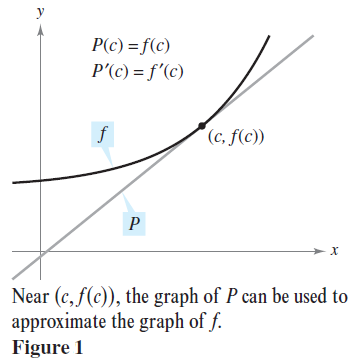 y
P(c) = f(c)
P′(c) = f′(c)
f
(c, f(c))
P
x
Near (c, f(c)), the graph of P can be used to
approximate the graph of f.
Figure 1